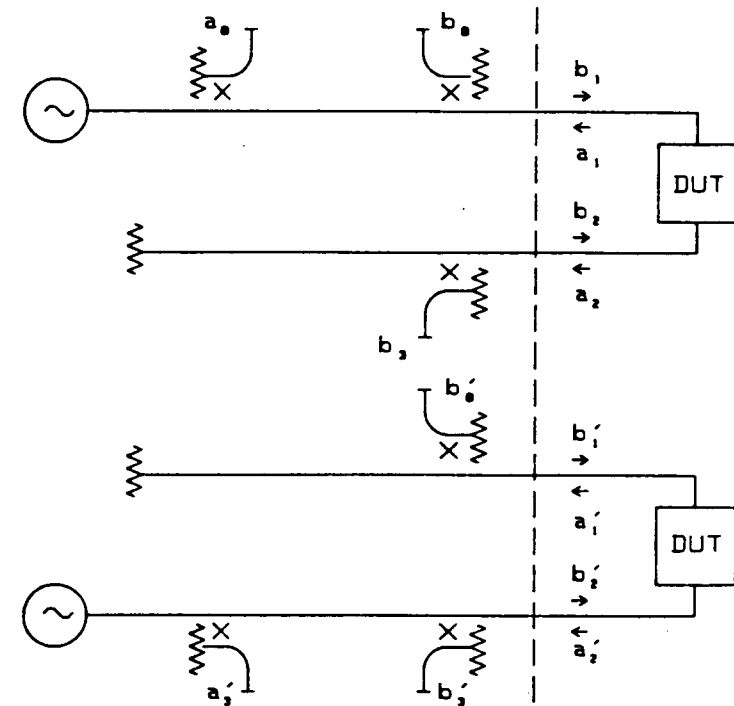 a₀
b₀
b₁
a₁
DUT
b₂
a₂
b₃
b₀′
b₁′
a₁′
DUT
b₂′
a₂′
a₃′
b₃′